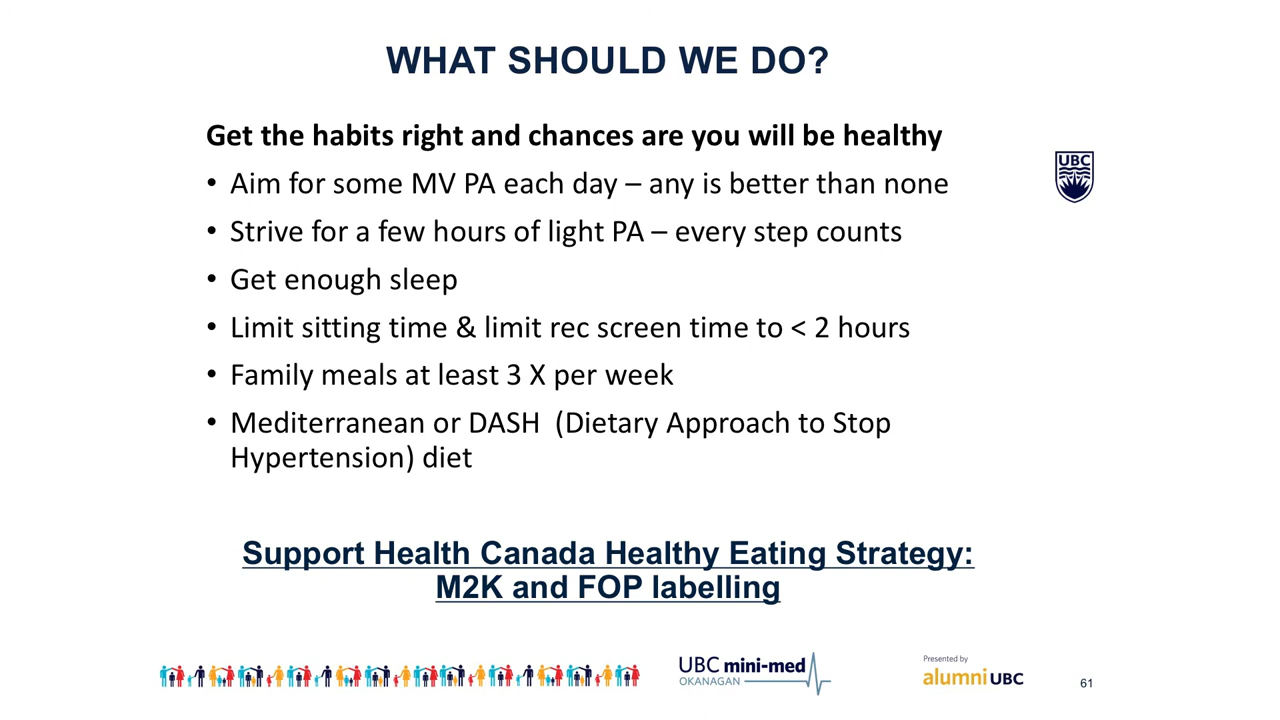 WHAT SHOULD WE DO?
Get the habits right and chances are you will be healthy
• Aim for some MV PA each day – any is better than none
UBC
• Strive for a few hours of light PA – every step counts
• Get enough sleep
• Limit sitting time & limit rec screen time to < 2 hours
• Family meals at least 3 X per week
• Mediterranean or DASH (Dietary Approach to Stop
Hypertension) diet
Support Health Canada Healthy Eating Strategy:
M2K and FOP labelling
UBC mini-med
OKANAGAN
Presented by
alumni UBC
61